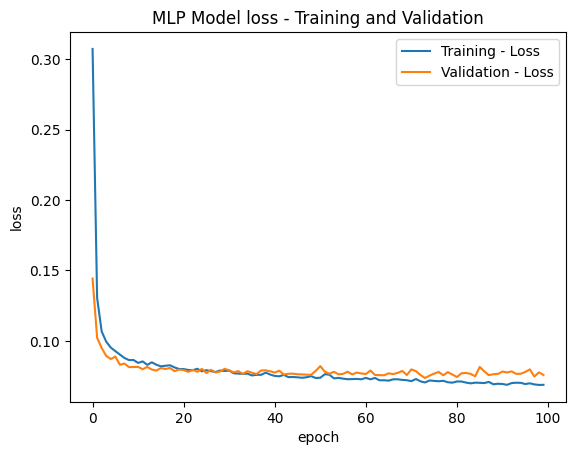 MLP Model loss - Training and Validation
Training - Loss
Validation - Loss
0.30
0.25
0.20
0.15
0.10
loss
0
20
40
60
80
100
epoch